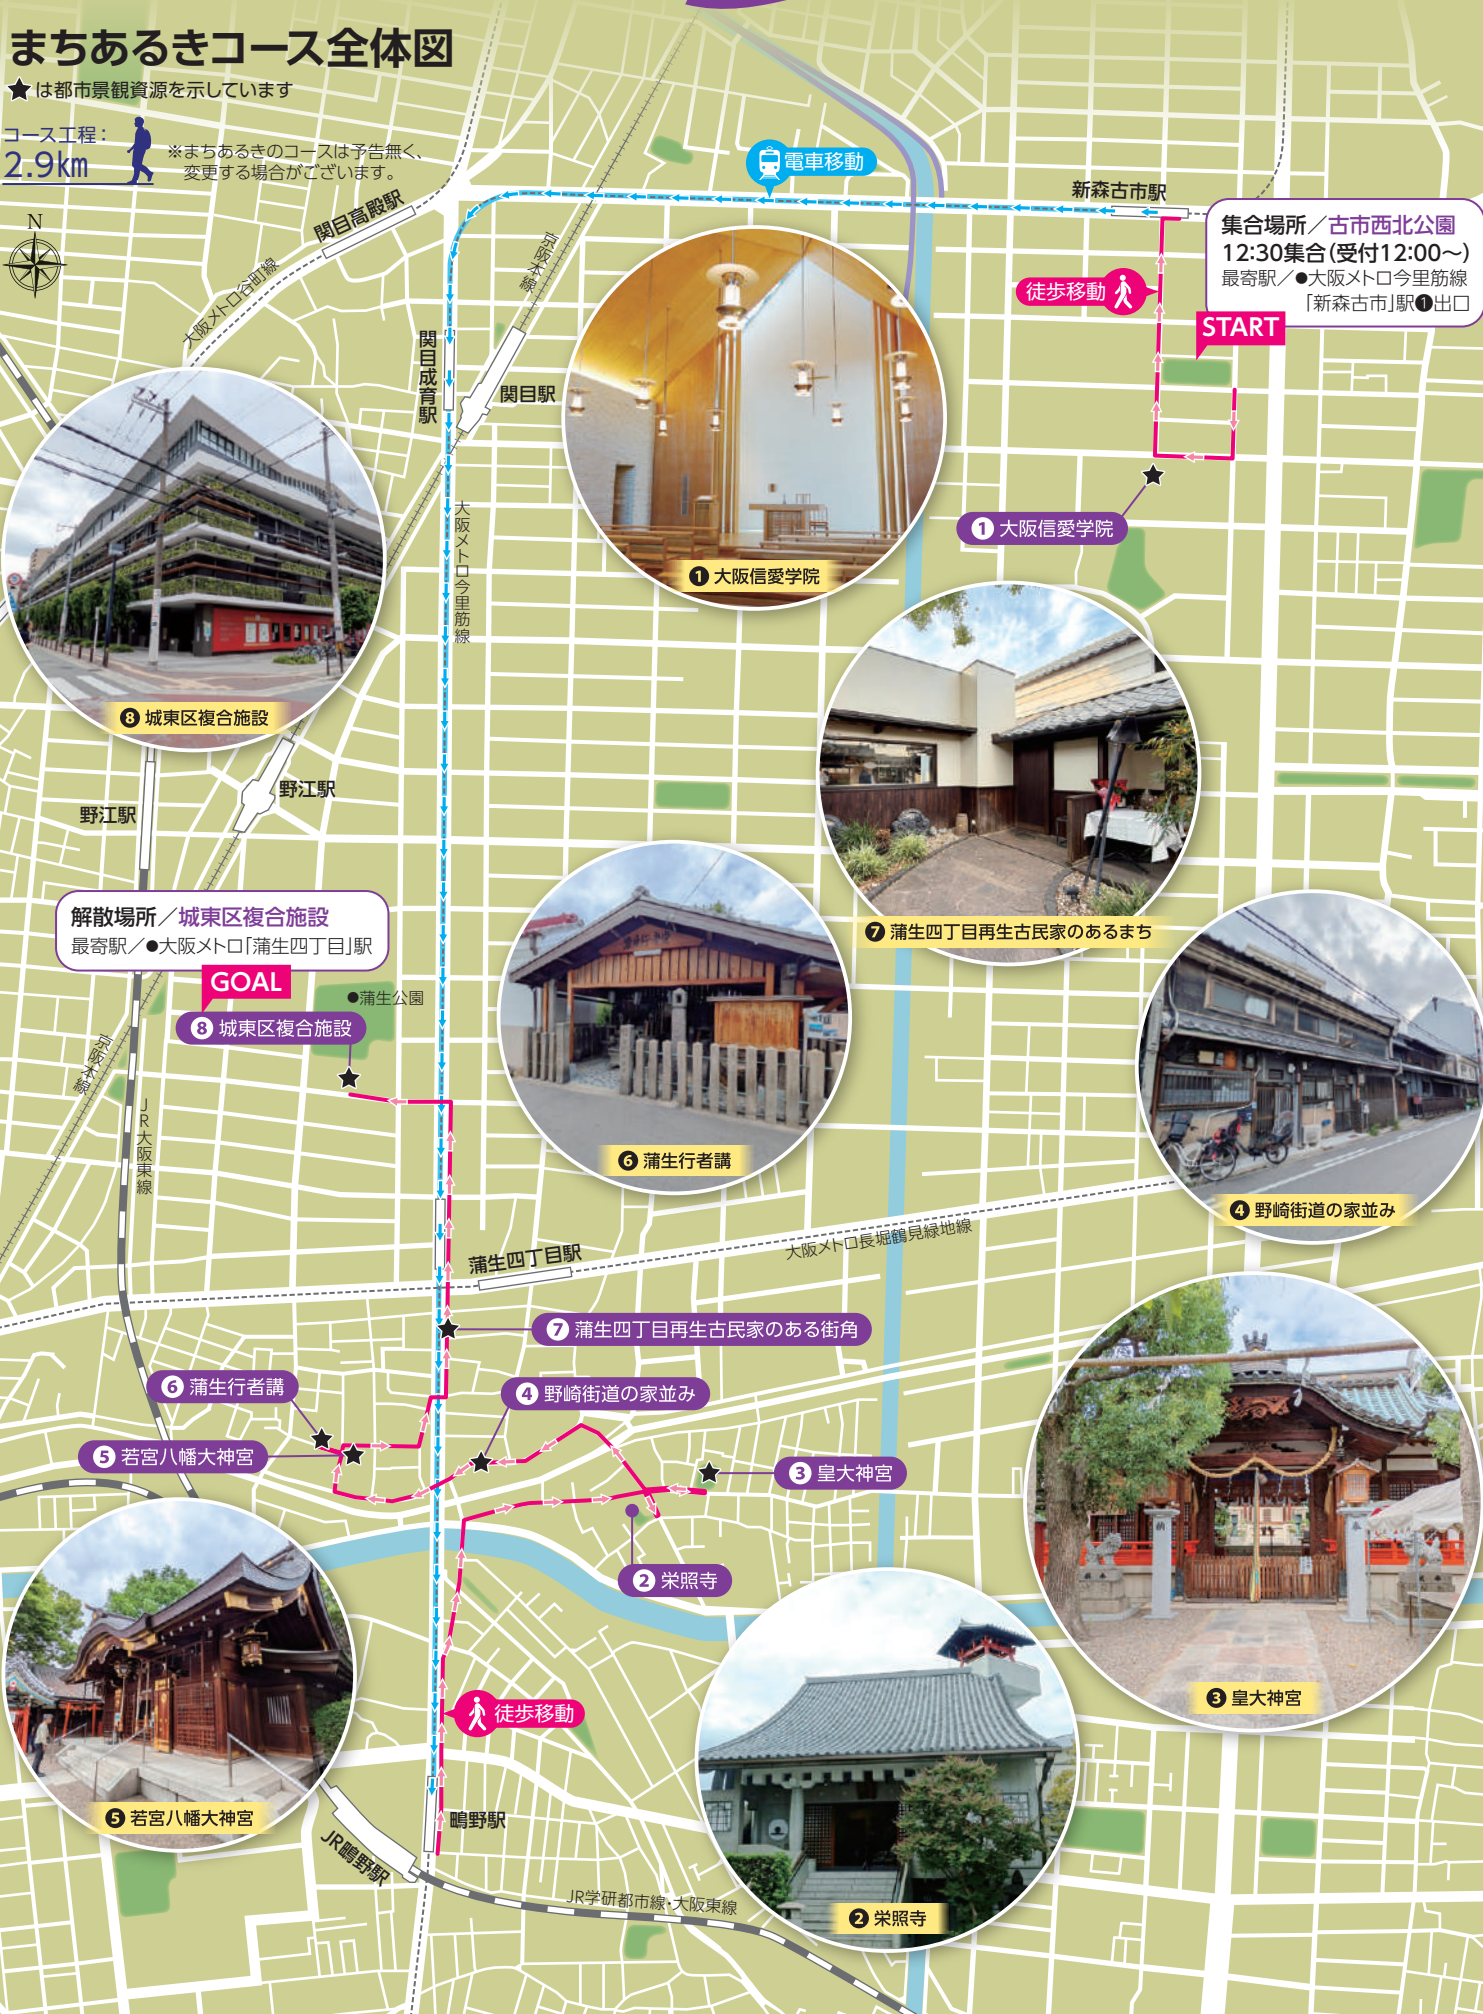 まちあるきコース全体図
★は都市景観資源を示しています
コース工程：
2.9km
※まちあるきのコースは予告無く、
変更する場合がございます。
N
関目高殿駅
大阪メトロ谷町線
京阪本線
電車移動
新森古市駅
集合場所／古市西北公園
12:30集合（受付12:00～）
最寄駅／●大阪メトロ今里筋線
「新森古市」駅❶出口
徒歩移動
START
関目成育駅
関目駅
大阪メトロ今里筋線
❶ 大阪信愛学院
❶ 大阪信愛学院
❽ 城東区複合施設
野江駅
野江駅
❼ 蒲生四丁目再生古民家のあるまち
解散場所／城東区複合施設
最寄駅／●大阪メトロ「蒲生四丁目」駅
GOAL
●蒲生公園
❽ 城東区複合施設
京阪本線
JR大阪東線
❻ 蒲生行者講
❹ 野崎街道の家並み
蒲生四丁目駅
大阪メトロ長堀鶴見緑地線
❼ 蒲生四丁目再生古民家のある街角
❻ 蒲生行者講
❹ 野崎街道の家並み
❺ 若宮八幡大神宮
❸ 皇大神宮
❷ 栄照寺
❸ 皇大神宮
徒歩移動
❺ 若宮八幡大神宮
鴫野駅
JR鴫野駅
JR学研都市線・大阪東線
❷ 栄照寺